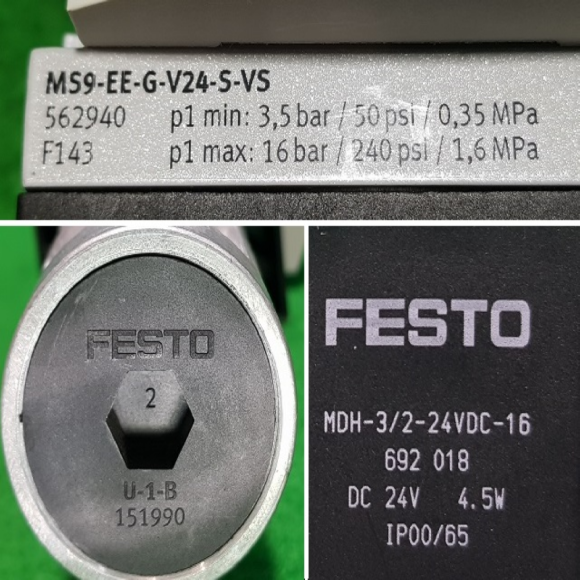 MS9-EE-G-V24-S-VS
562940 p1 min: 3,5 bar / 50 psi / 0,35 MPa
F143 p1 max: 16 bar / 240 psi / 1,6 MPa
FESTO
2
U-1-B
151990
FESTO
MDH-3/2-24VDC-16
692 018
DC 24V 4.5W
IP00/65